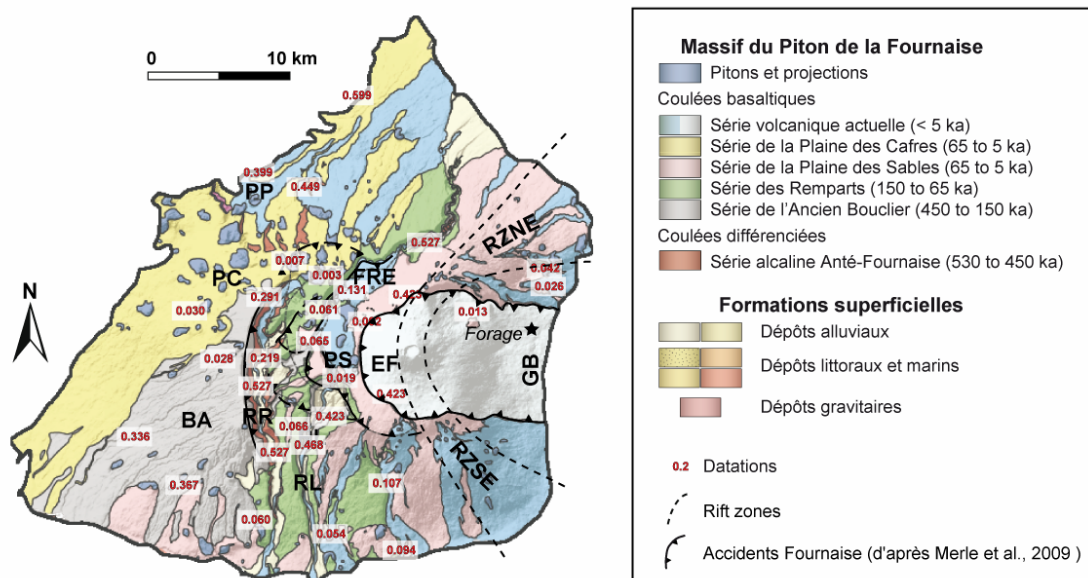 0 10 km
N
0.599
0.399
PP
0.449
0.527
RZNE
0.007
FRE
0.003
PC
0.131
0.042
0.026
0.291
0.423
0.013
0.030
0.061
Forage
0.065
0.028
0.219
PS
EF
GB
0.019
0.527
0.423
BA
RR
0.423
0.066
0.336
0.527
0.468
RZSE
0.367
RL
0.107
0.060
0.054
0.094
Massif du Piton de la Fournaise
Pitons et projections
Coulées basaltiques
Série volcanique actuelle (< 5 ka)
Série de la Plaine des Cafres (65 to 5 ka)
Série de la Plaine des Sables (65 to 5 ka)
Série des Remparts (150 to 65 ka)
Série de l'Ancien Bouclier (450 to 150 ka)
Coulées différenciées
Série alcaline Anté-Fournaise (530 to 450 ka)
Formations superficielles
Dépôts alluviaux
Dépôts littoraux et marins
Dépôts gravitaires
0.2 Datations
Rift zones
Accidents Fournaise (d'après Merle et al., 2009 )